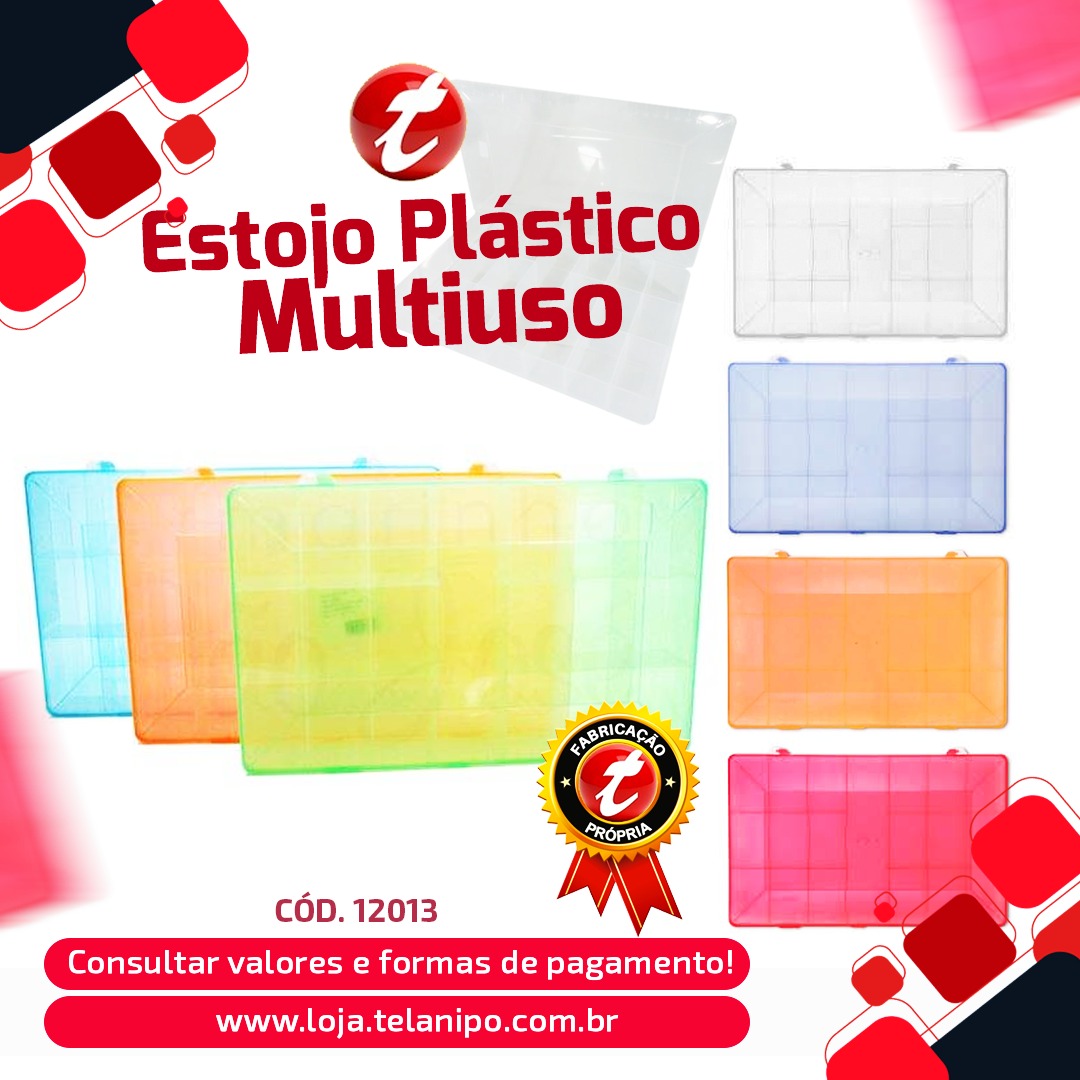 t
Estojo Plástico
Multiuso
FABRICAÇÃO
t
PRÓPRIA
CÓD. 12013
Consultar valores e formas de pagamento!
www.loja.telanipo.com.br